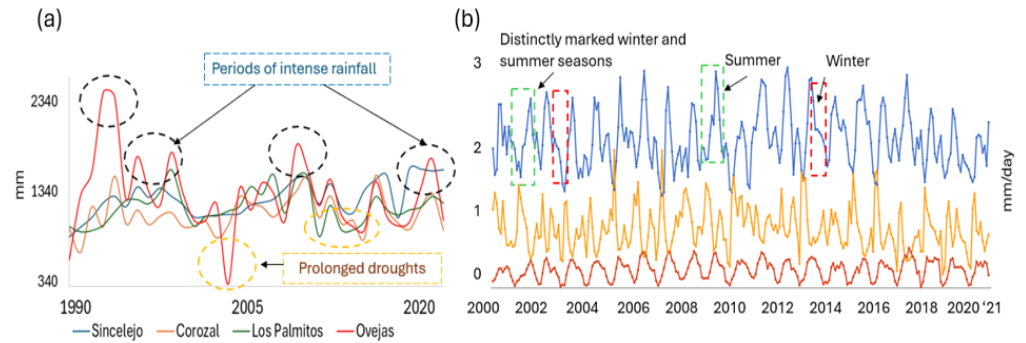 (a)
Periods of intense rainfall
2340
mm
1340
Prolonged droughts
340
1990
2005
2020
Sincelejo
Corozal
Los Palmitos
Ovejas
(b)
Distinctly marked winter and
summer seasons
Summer
Winter
3
2
1
0
mm/day
2000
2002
2004
2006
2008
2010
2012
2014
2016
2018
2020
'21